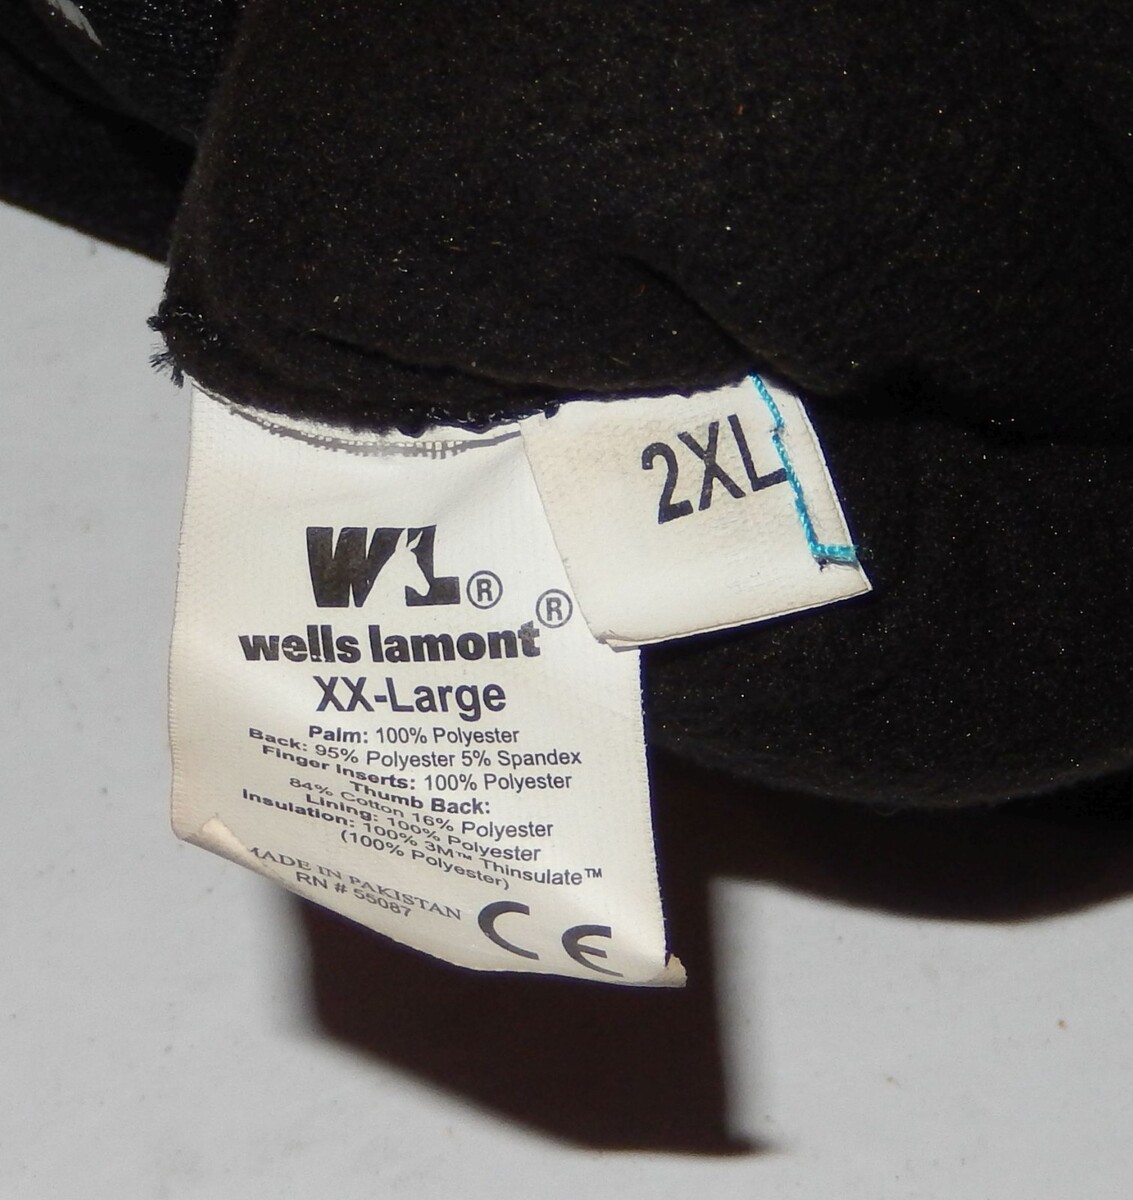 2XL
WL®
wells lamont®
XX-Large
Palm: 100% Polyester
Back: 95% Polyester 5% Spandex
Finger Inserts: 100% Polyester
Thumb Back:
84% Cotton 16% Polyester
Lining: 100% Polyester
Insulation: 100% 3M™ Thinsulate™
(100% Polyester)
MADE IN PAKISTAN
RN # 55087
CE